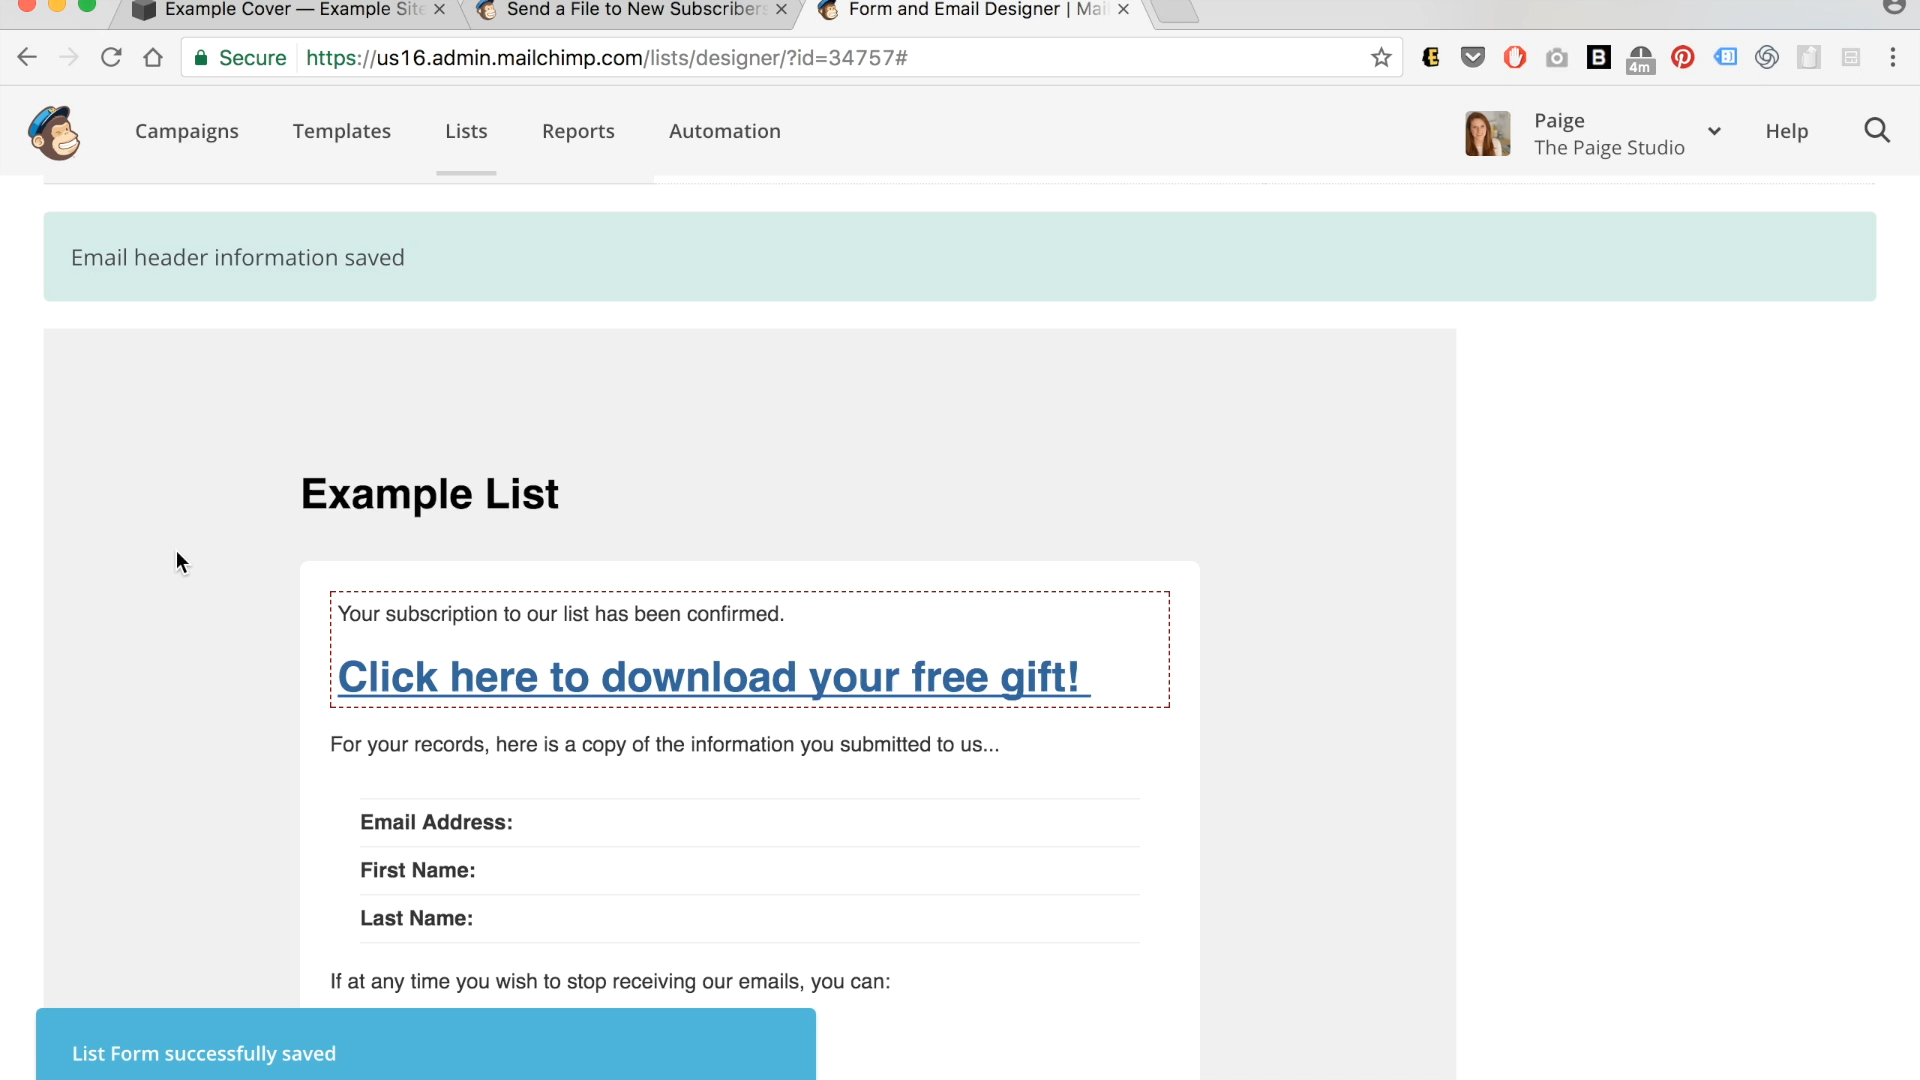 Example Cover — Example Site
Send a File to New Subscribers
Form and Email Designer | Mai
Secure
https://us16.admin.mailchimp.com/lists/designer/?id=34757#
B
4m
Campaigns
Templates
Lists
Reports
Automation
Paige
The Paige Studio
Help
Email header information saved
Example List
Your subscription to our list has been confirmed.
Click here to download your free gift!
For your records, here is a copy of the information you submitted to us...
Email Address:
First Name:
Last Name:
If at any time you wish to stop receiving our emails, you can:
List Form successfully saved